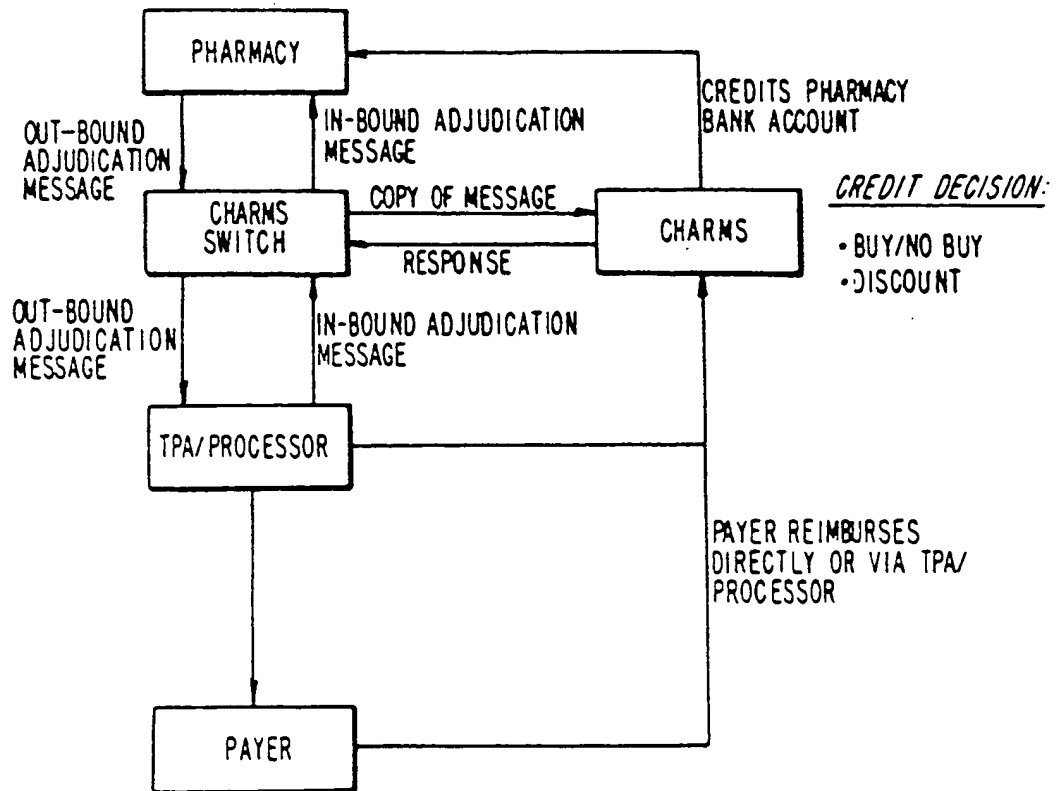 PHARMACY
OUT-BOUND
ADJUDICATION
MESSAGE
IN-BOUND ADJUDICATION
MESSAGE
CREDITS PHARMACY
BANK ACCOUNT
CHARMS
SWITCH
COPY OF MESSAGE
RESPONSE
CHARMS
CREDIT DECISION:
• BUY/NO BUY
• DISCOUNT
OUT-BOUND
ADJUDICATION
MESSAGE
IN-BOUND ADJUDICATION
MESSAGE
TPA/PROCESSOR
PAYER REIMBURSES
DIRECTLY OR VIA TPA/
PROCESSOR
PAYER